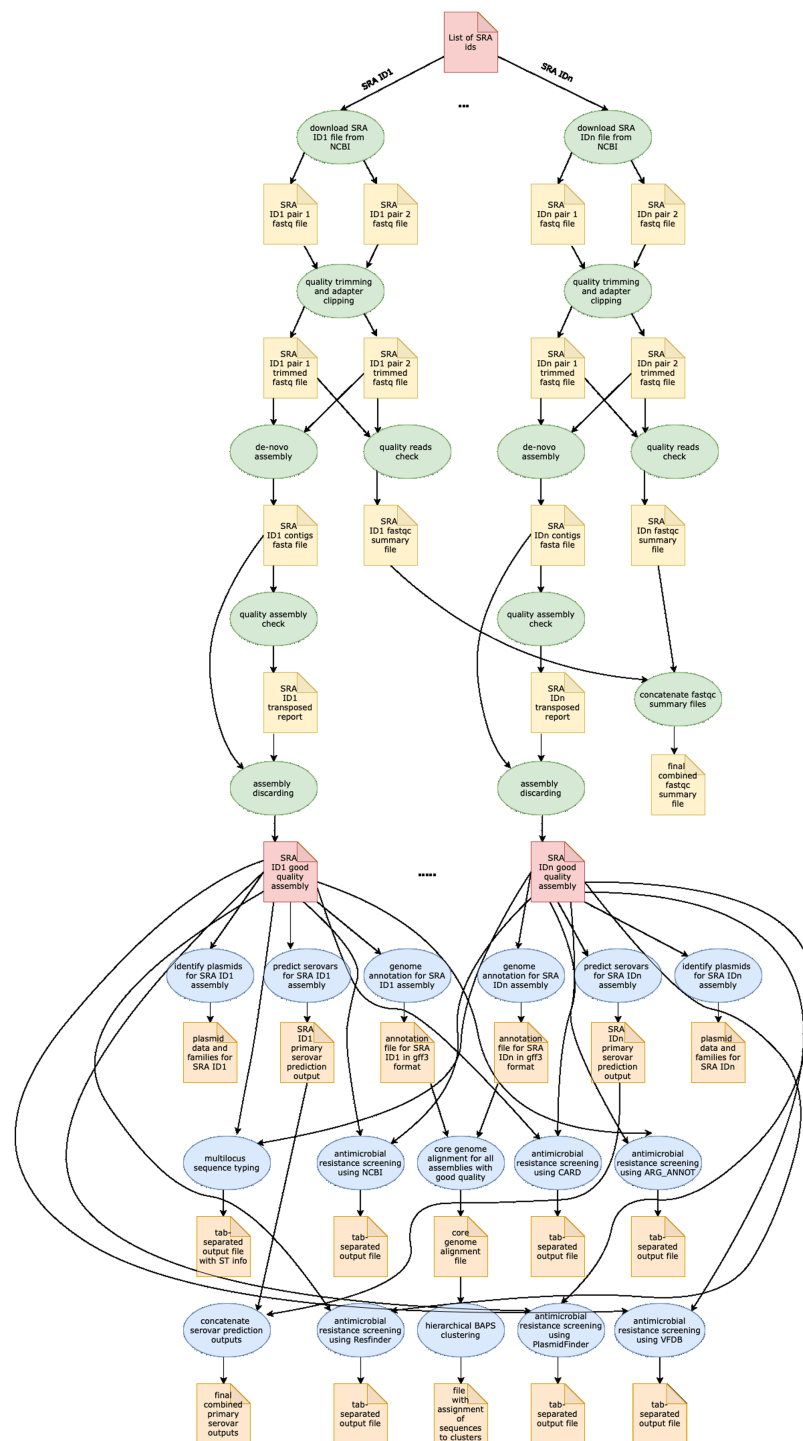 List of SRA
ids
SRA ID1
SRA IDn
...
download SRA
ID1 file from
NCBI
download SRA
IDn file from
NCBI
SRA
ID1 pair 1
fastq file
SRA
ID1 pair 2
fastq file
SRA
IDn pair 1
fastq file
SRA
IDn pair 2
fastq file
quality trimming
and adapter
clipping
quality trimming
and adapter
clipping
SRA
ID1 pair 1
trimmed
fastq file
SRA
ID1 pair 2
trimmed
fastq file
SRA
IDn pair 1
trimmed
fastq file
SRA
IDn pair 2
trimmed
fastq file
de-novo
assembly
quality reads
check
de-novo
assembly
quality reads
check
SRA
ID1 contigs
fasta file
SRA
ID1 fastqc
summary
file
SRA
IDn contigs
fasta file
SRA
IDn fastqc
summary
file
quality assembly
check
quality assembly
check
SRA
ID1
transposed
report
SRA
IDn
transposed
report
concatenate fastqc
summary files
assembly
discarding
assembly
discarding
final
combined
fastqc
summary
file
SRA
ID1 good
quality
assembly
.....
SRA
IDn good
quality
assembly
identify plasmids
for SRA ID1
assembly
predict serovars
for SRA ID1
assembly
genome
annotation for SRA
ID1 assembly
genome
annotation for SRA
IDn assembly
predict serovars
for SRA IDn
assembly
identify plasmids
for SRA IDn
assembly
plasmid
data and
families for
SRA ID1
SRA
ID1
primary
serovar
prediction
output
annotation
file for SRA
ID1 in gff3
format
annotation
file for SRA
IDn in gff3
format
SRA
IDn
primary
serovar
prediction
output
plasmid
data and
families for
SRA IDn
multilocus
sequence typing
antimicrobial
resistance screening
using NCBI
core genome
alignment for all
assemblies with
good quality
antimicrobial
resistance screening
using CARD
antimicrobial
resistance screening
using ARG_ANNOT
tab-
separated
output file
with ST info
tab-
separated
output file
core
genome
alignment
file
tab-
separated
output file
tab-
separated
output file
concatenate
serovar prediction
outputs
antimicrobial
resistance screening
using Resfinder
hierarchical BAPS
clustering
antimicrobial
resistance screening
using
PlasmidFinder
antimicrobial
resistance screening
using VFDB
final
combined
primary
serovar
outputs
tab-
separated
output file
file
with
assignment
of
sequences
to clusters
tab-
separated
output file
tab-
separated
output file